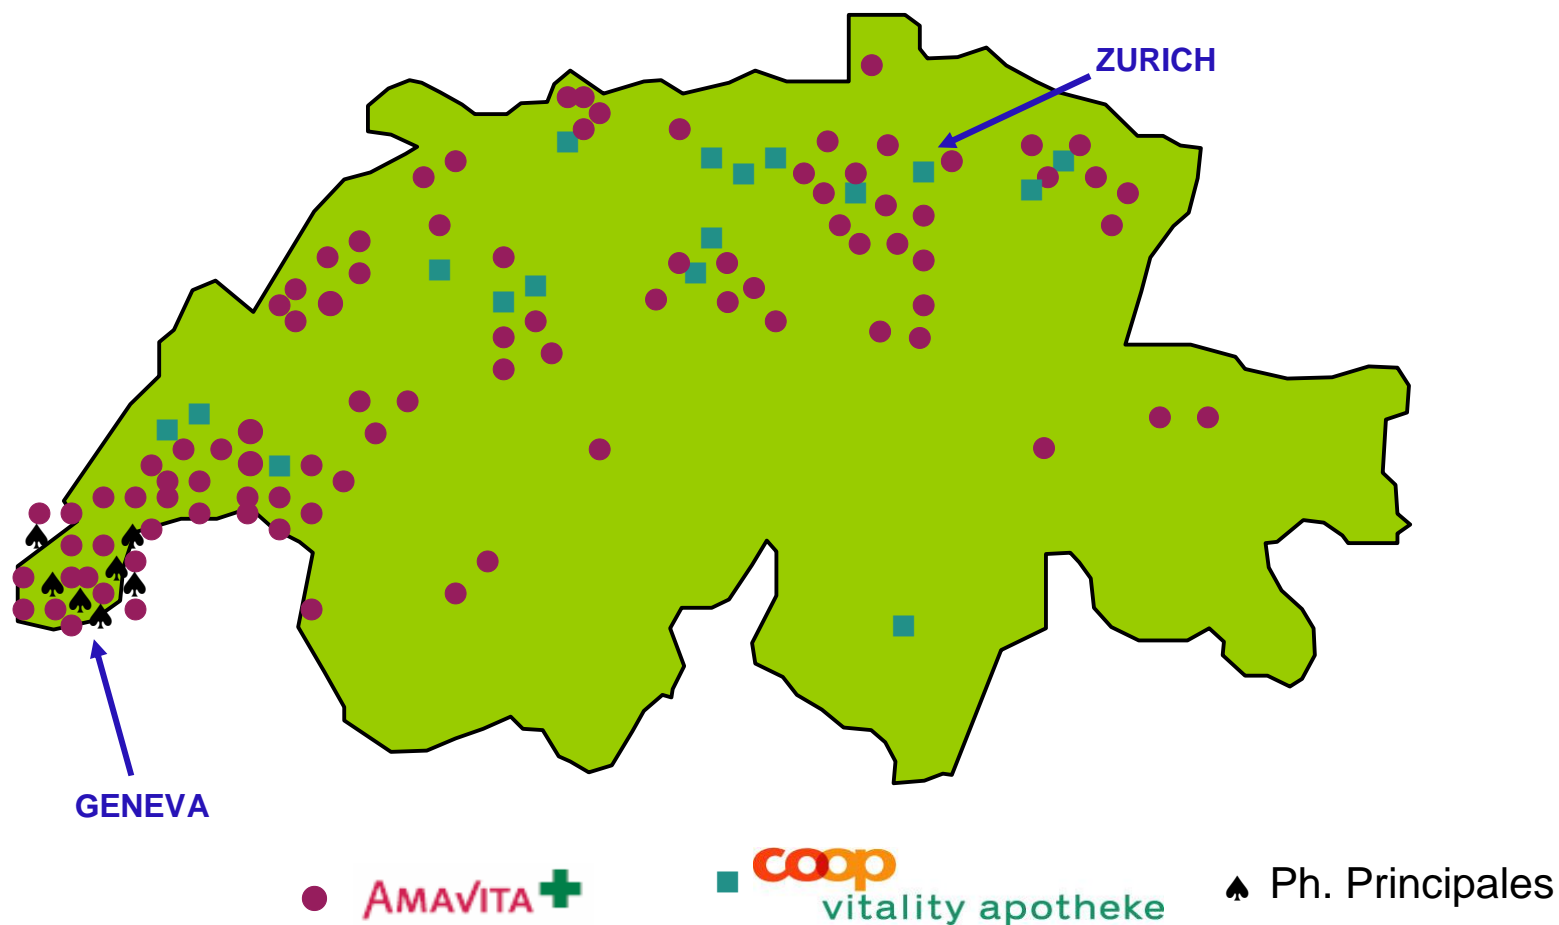 ZURICH
GENEVA
AMAVITA
coop
vitality apotheke
Ph. Principales